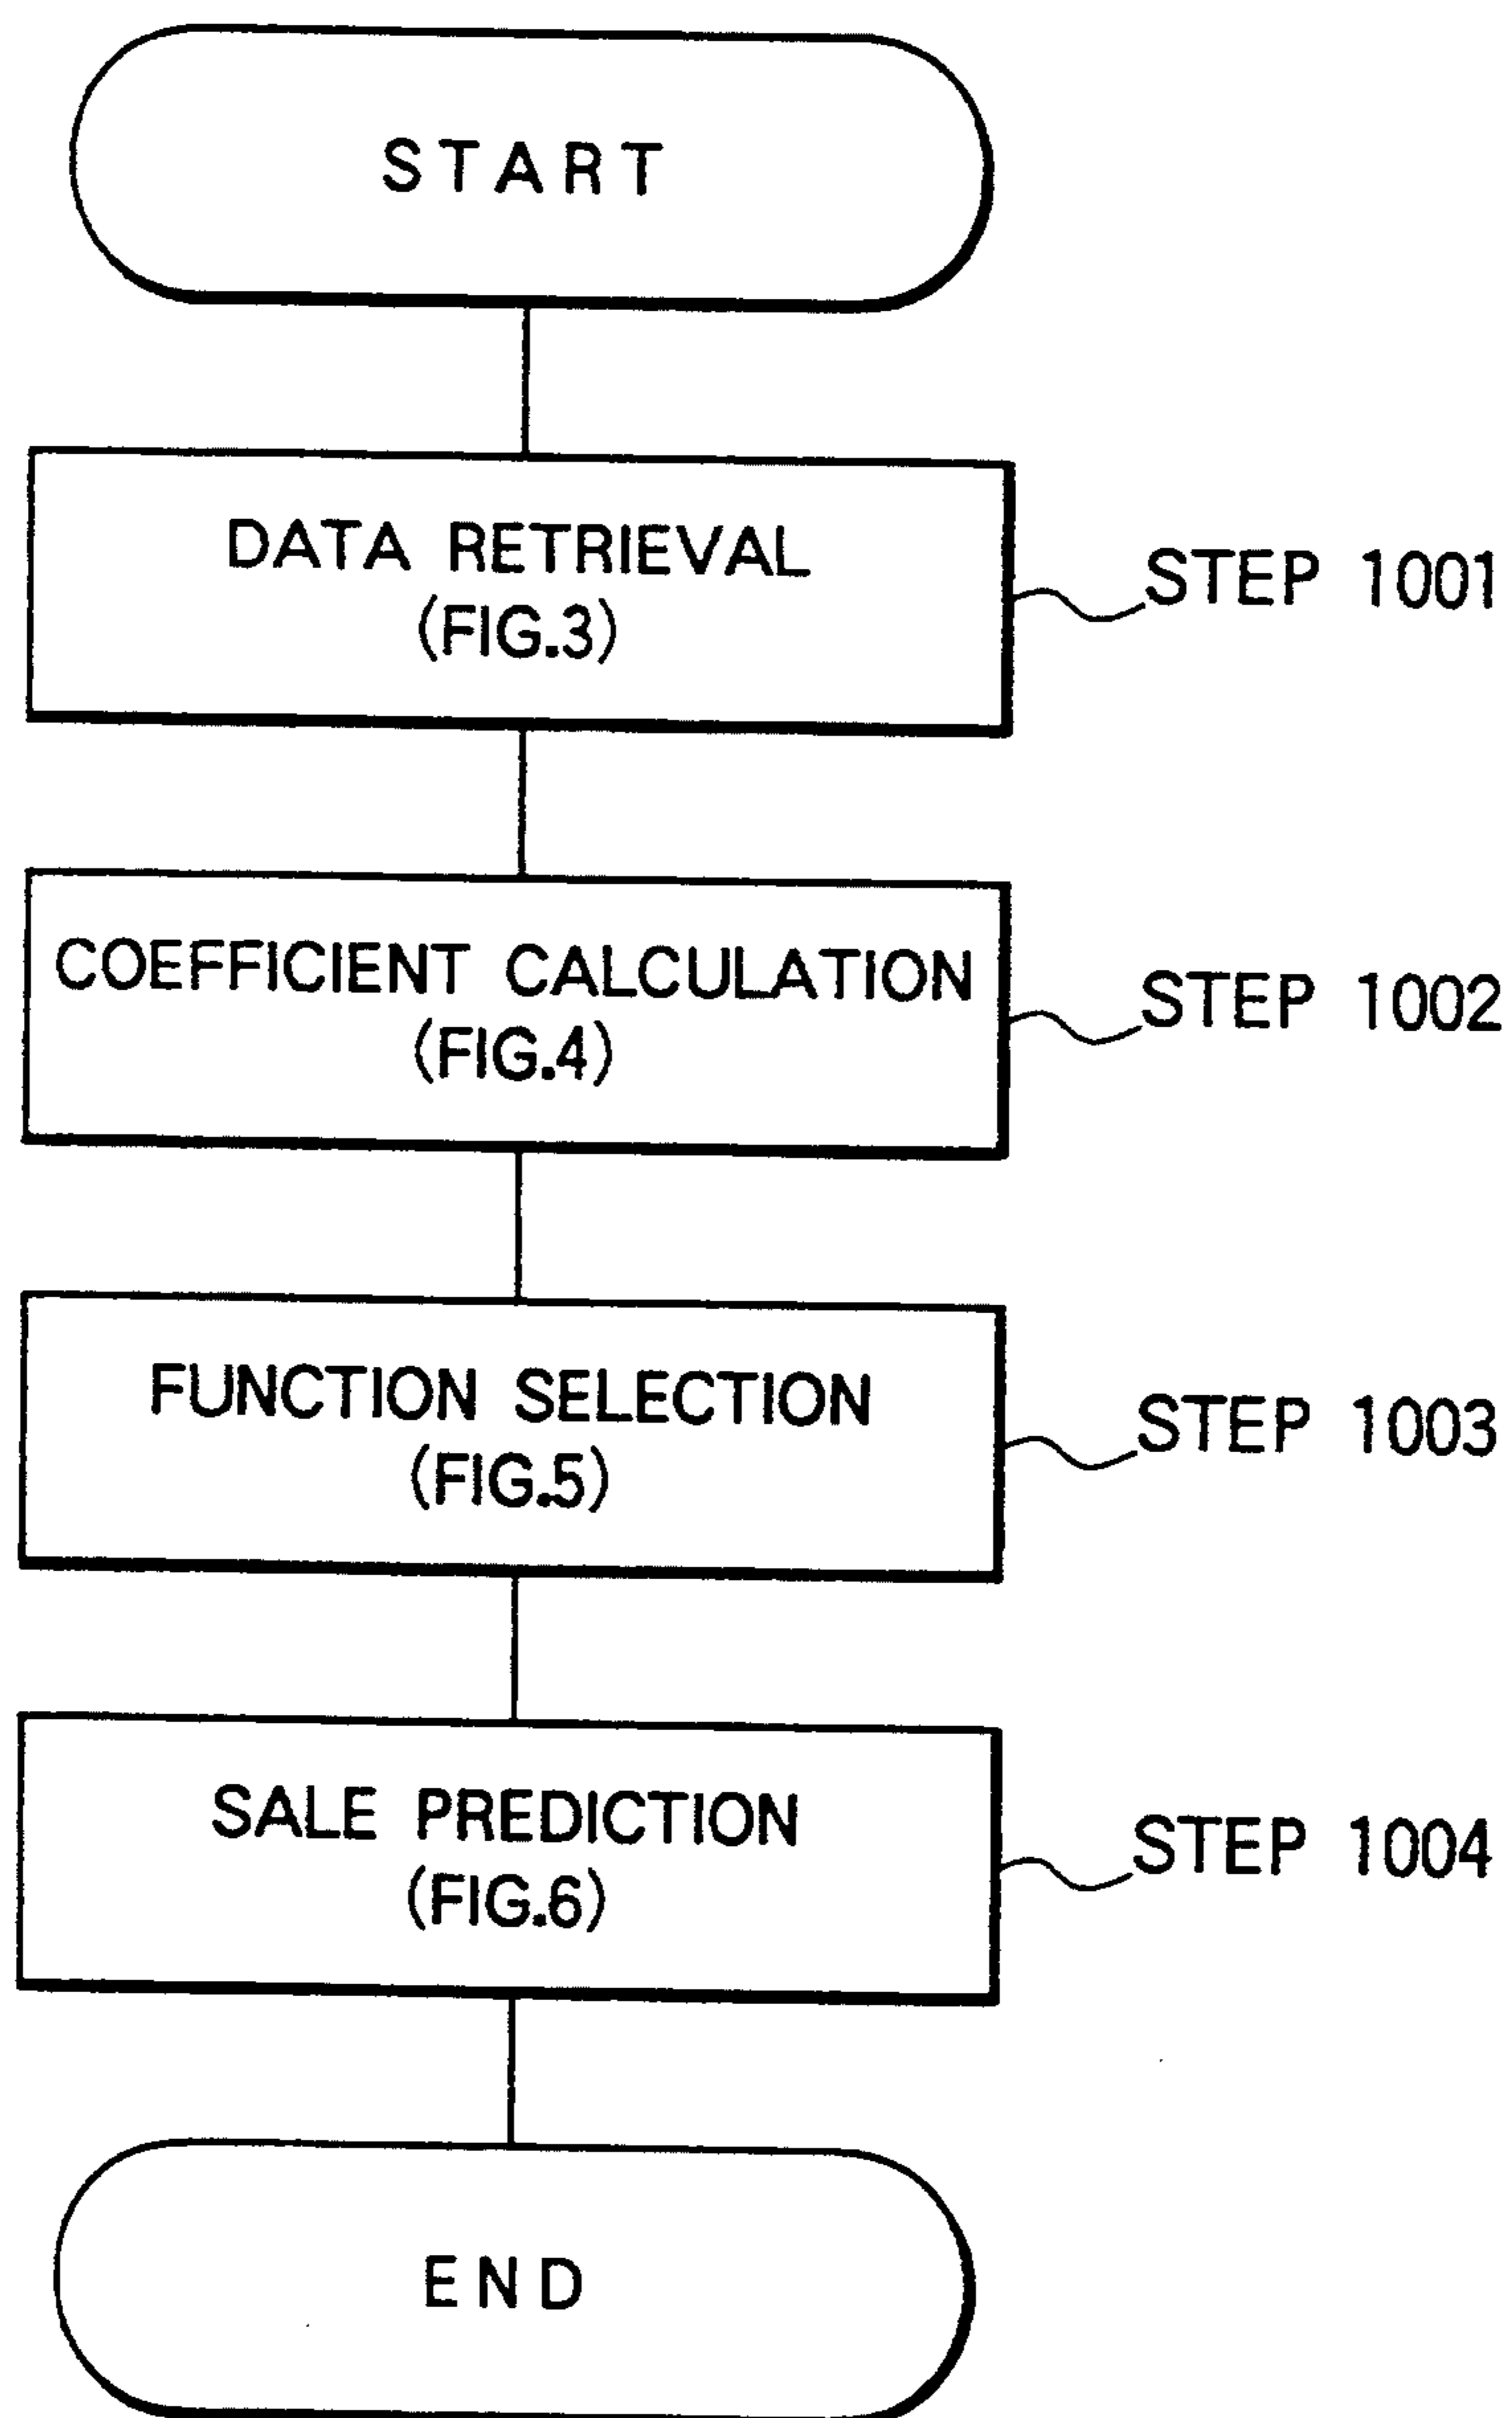 START
DATA RETRIEVAL
(FIG.3)
STEP 1001
COEFFICIENT CALCULATION
(FIG.4)
STEP 1002
FUNCTION SELECTION
(FIG.5)
STEP 1003
SALE PREDICTION
(FIG.6)
STEP 1004
END